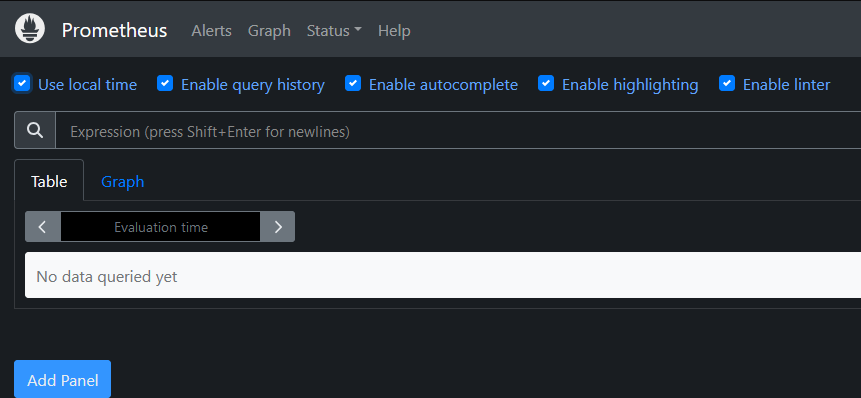 Prometheus Alerts Graph Status Help
Use local time Enable query history Enable autocomplete Enable highlighting Enable linter
Expression (press Shift+Enter for newlines)
Table Graph
Evaluation time
No data queried yet
Add Panel